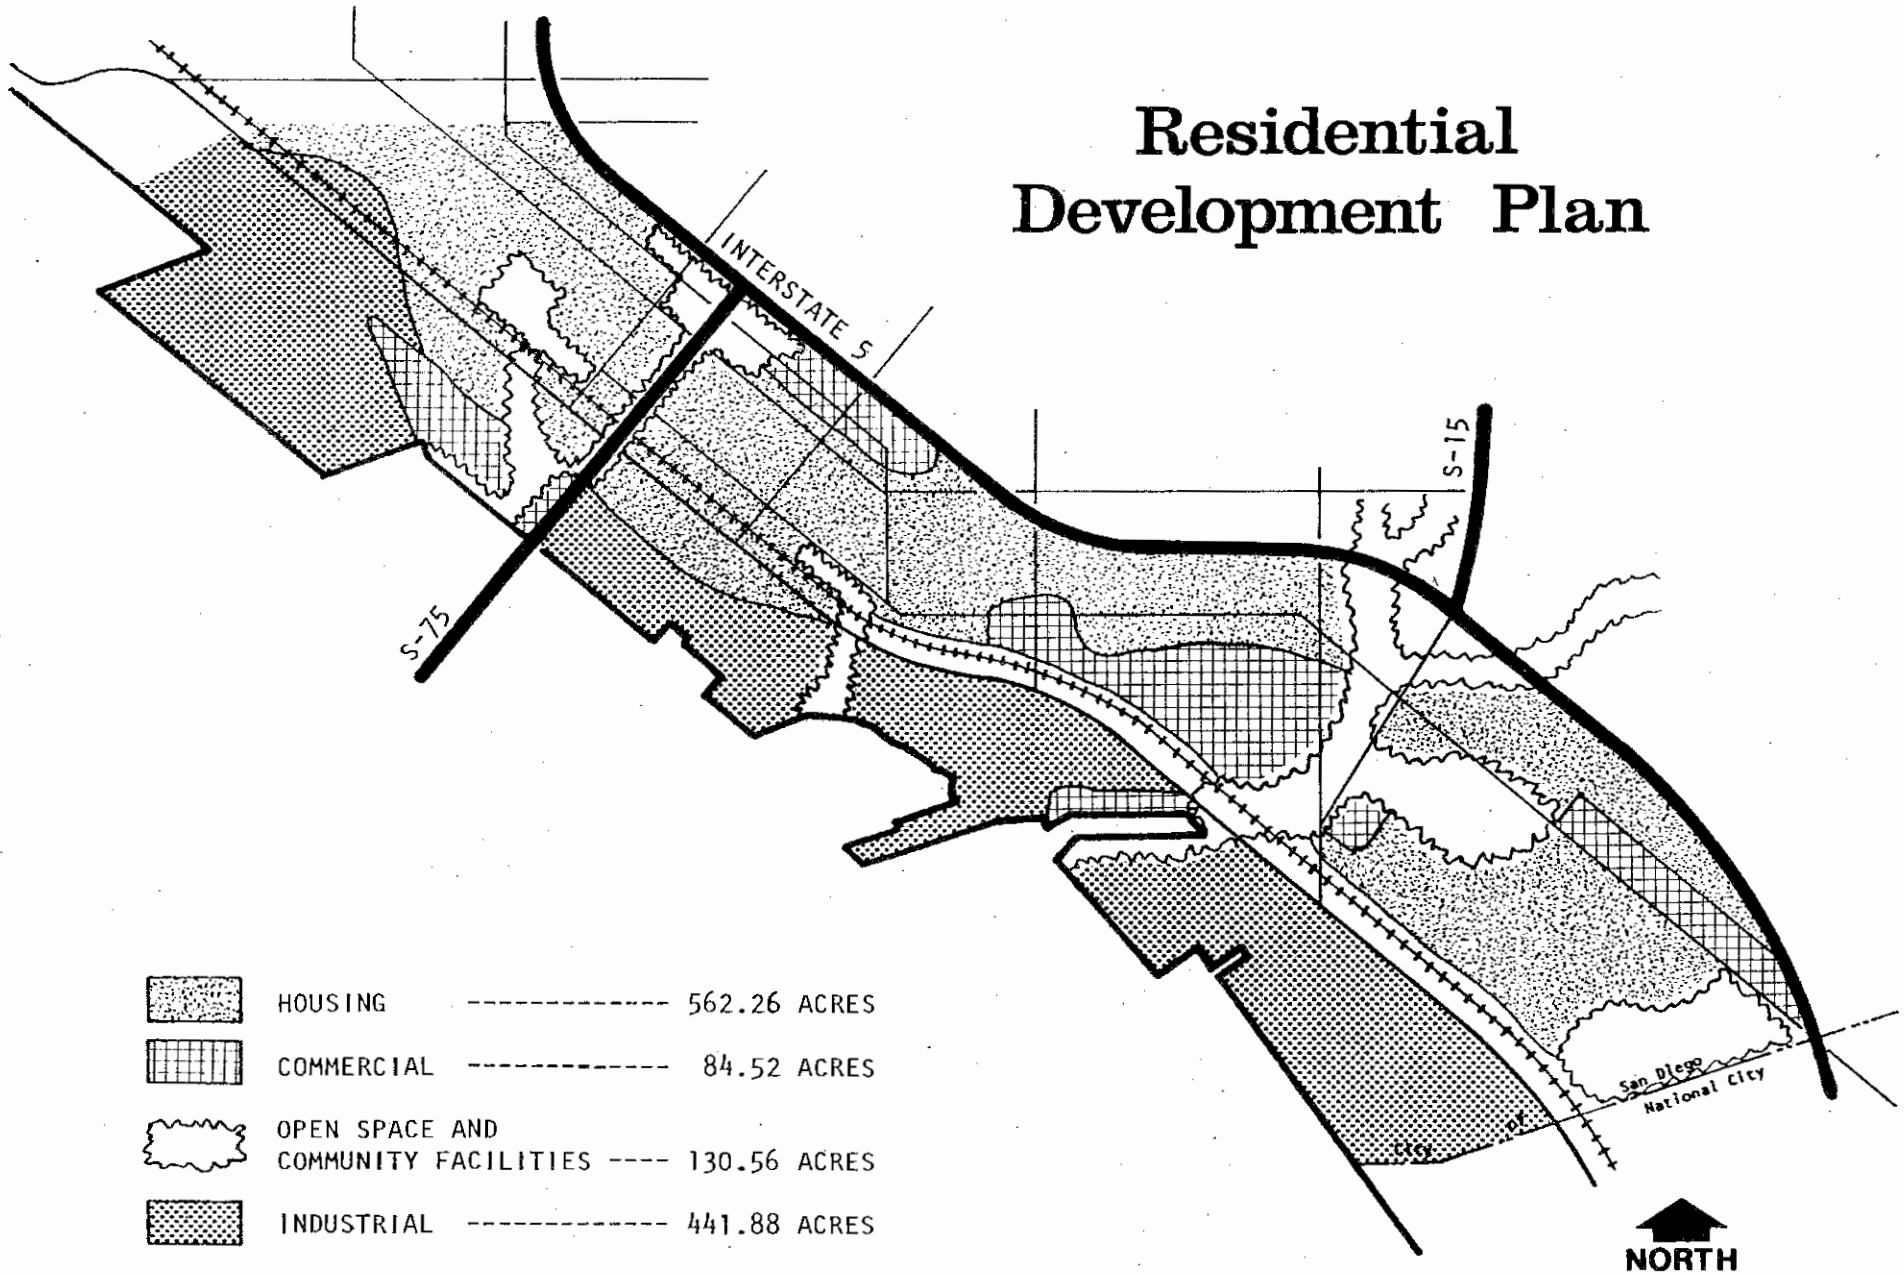 Residential
Development Plan
INTERSTATE 5
S-15
S-75
HOUSING ------------- 562.26 ACRES
COMMERCIAL ------------- 84.52 ACRES
OPEN SPACE AND
COMMUNITY FACILITIES ---- 130.56 ACRES
INDUSTRIAL ------------- 441.88 ACRES
San Diego
City of National City
NORTH